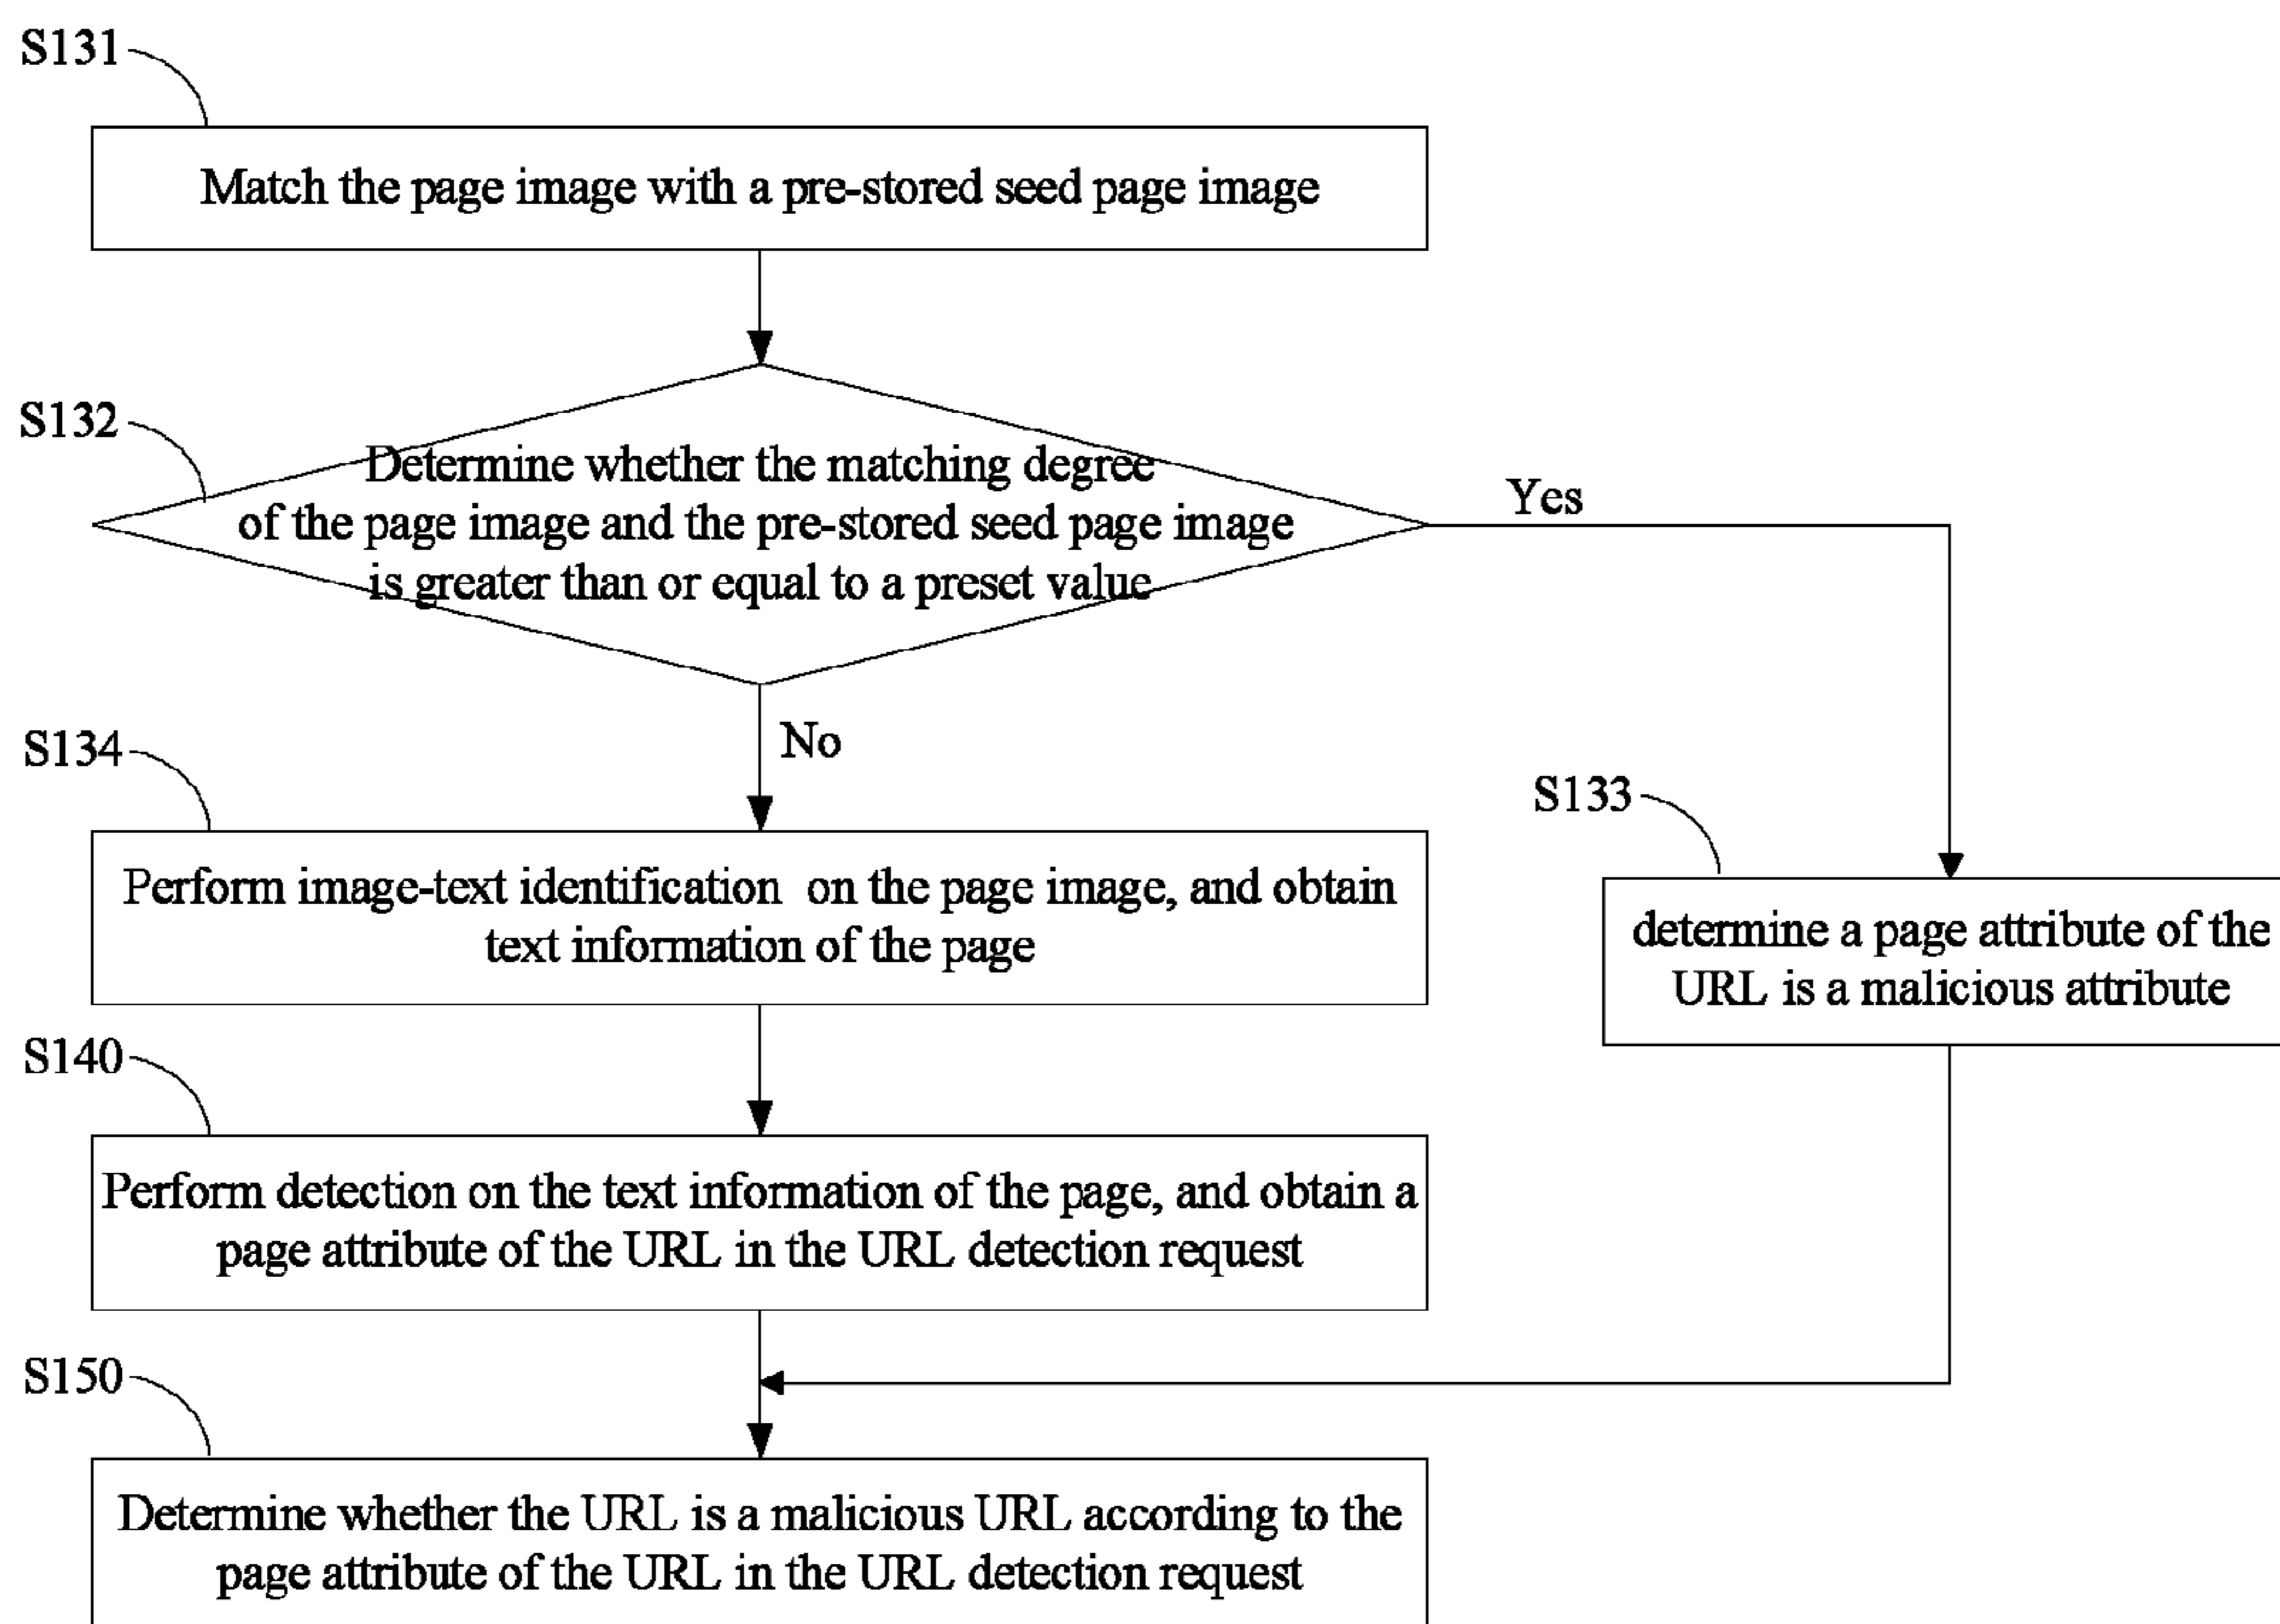 S131
Match the page image with a pre-stored seed page image
S132
Determine whether the matching degree
of the page image and the pre-stored seed page image
is greater than or equal to a preset value
Yes
No
S134
Perform image-text identification on the page image, and obtain
text information of the page
S133
determine a page attribute of the
URL is a malicious attribute
S140
Perform detection on the text information of the page, and obtain a
page attribute of the URL in the URL detection request
S150
Determine whether the URL is a malicious URL according to the
page attribute of the URL in the URL detection request